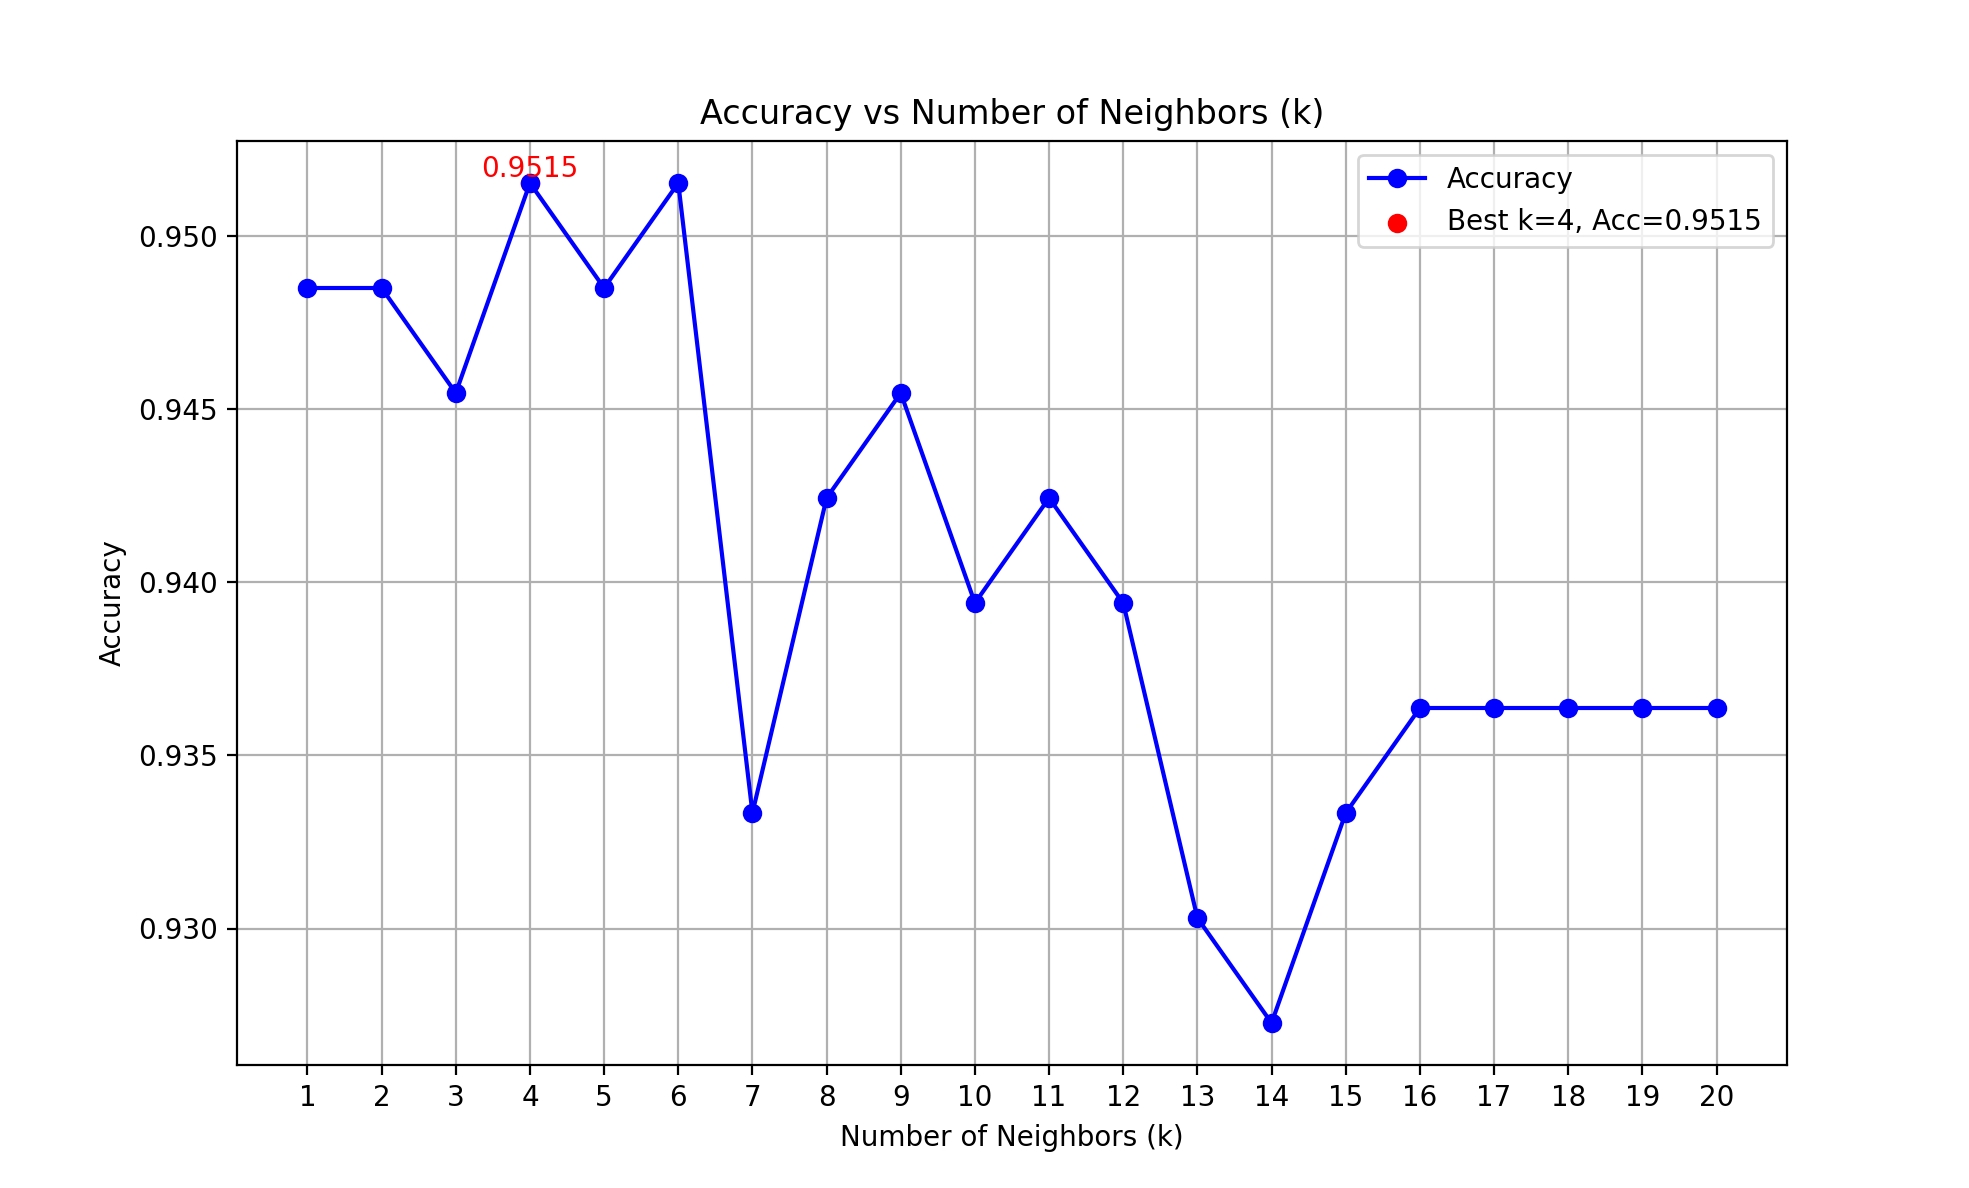 Accuracy vs Number of Neighbors (k)
0.9515
Accuracy
Best k=4, Acc=0.9515
0.950
0.945
0.940
0.935
0.930
Accuracy
1 2 3 4 5 6 7 8 9 10 11 12 13 14 15 16 17 18 19 20
Number of Neighbors (k)